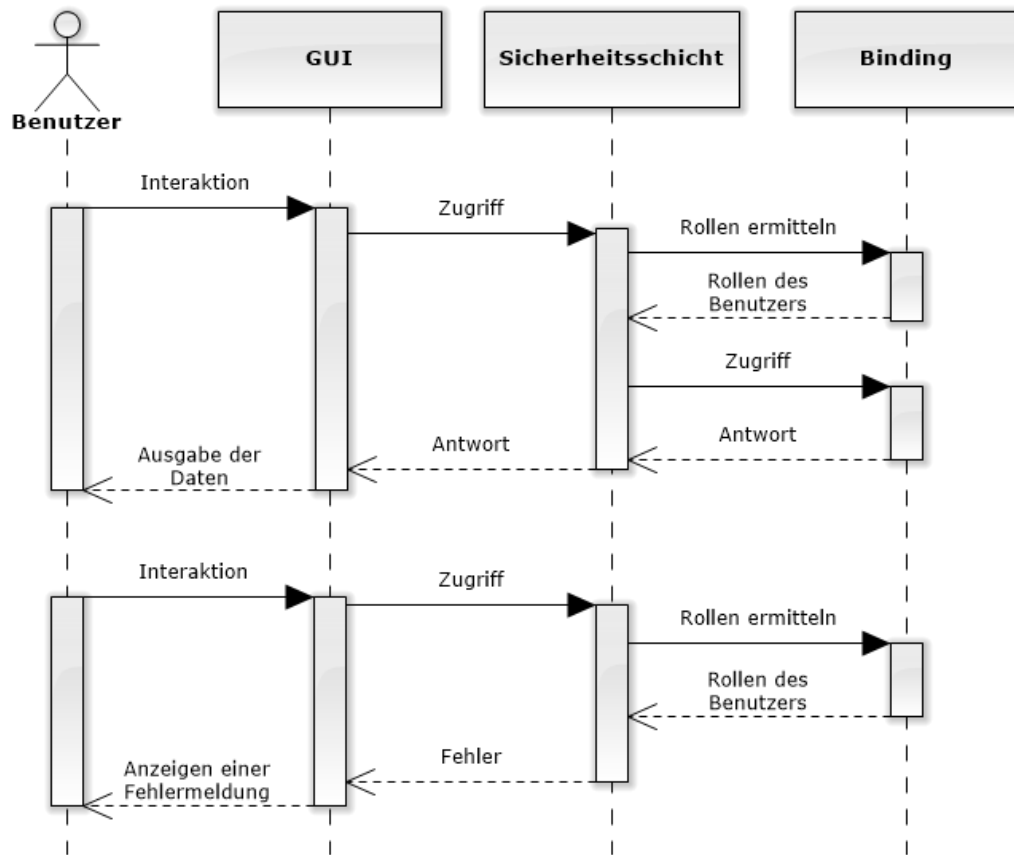 GUI
Sicherheitsschicht
Binding
Benutzer
Interaktion
Zugriff
Rollen ermitteln
Rollen des
Benutzers
Zugriff
Antwort
Antwort
Ausgabe der
Daten
Interaktion
Zugriff
Rollen ermitteln
Rollen des
Benutzers
Fehler
Anzeigen einer
Fehlermeldung